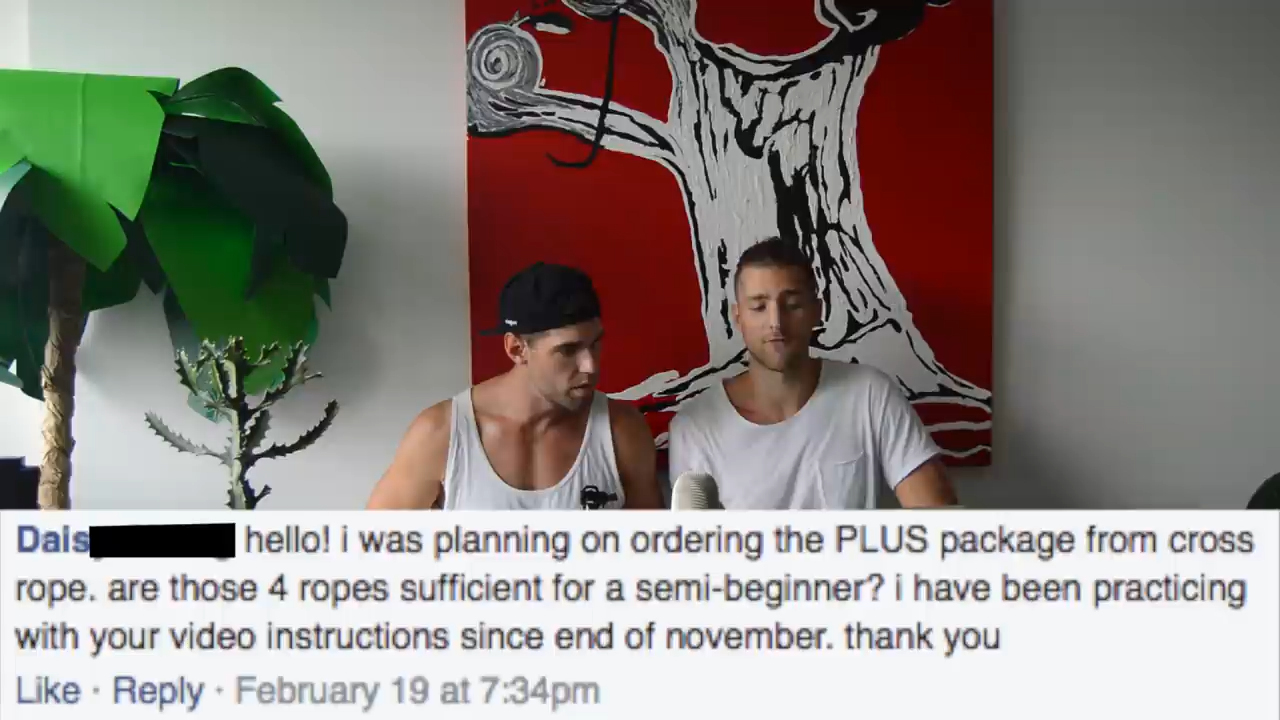 Dais hello! i was planning on ordering the PLUS package from cross
rope. are those 4 ropes sufficient for a semi-beginner? i have been practicing
with your video instructions since end of november. thank you
Like · Reply · February 19 at 7:34pm